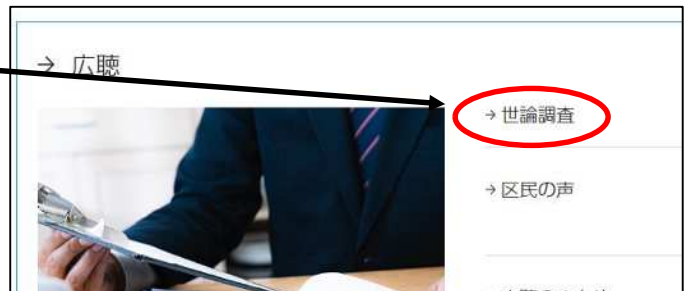 → 広聴
→ 世論調査
→ 区民の声